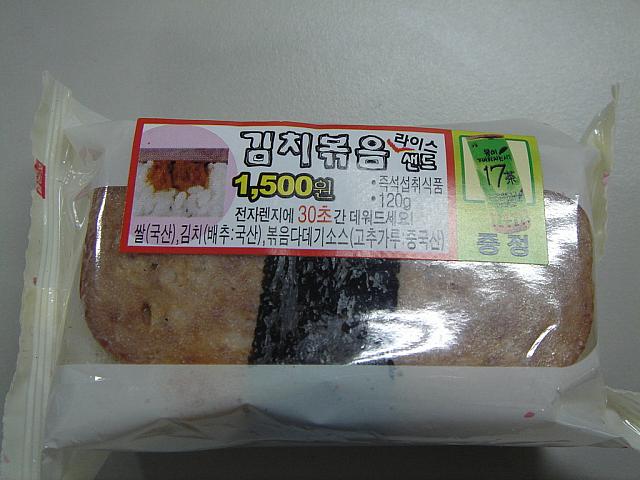 김치볶음 라이스
샌드
1,500원
• 즉석섭취식품
• 120g
전자렌지에 30초간 데워드세요!
쌀(국산),김치(배추:국산),볶음다데기소스(고추가루:중국산)
17茶
증정